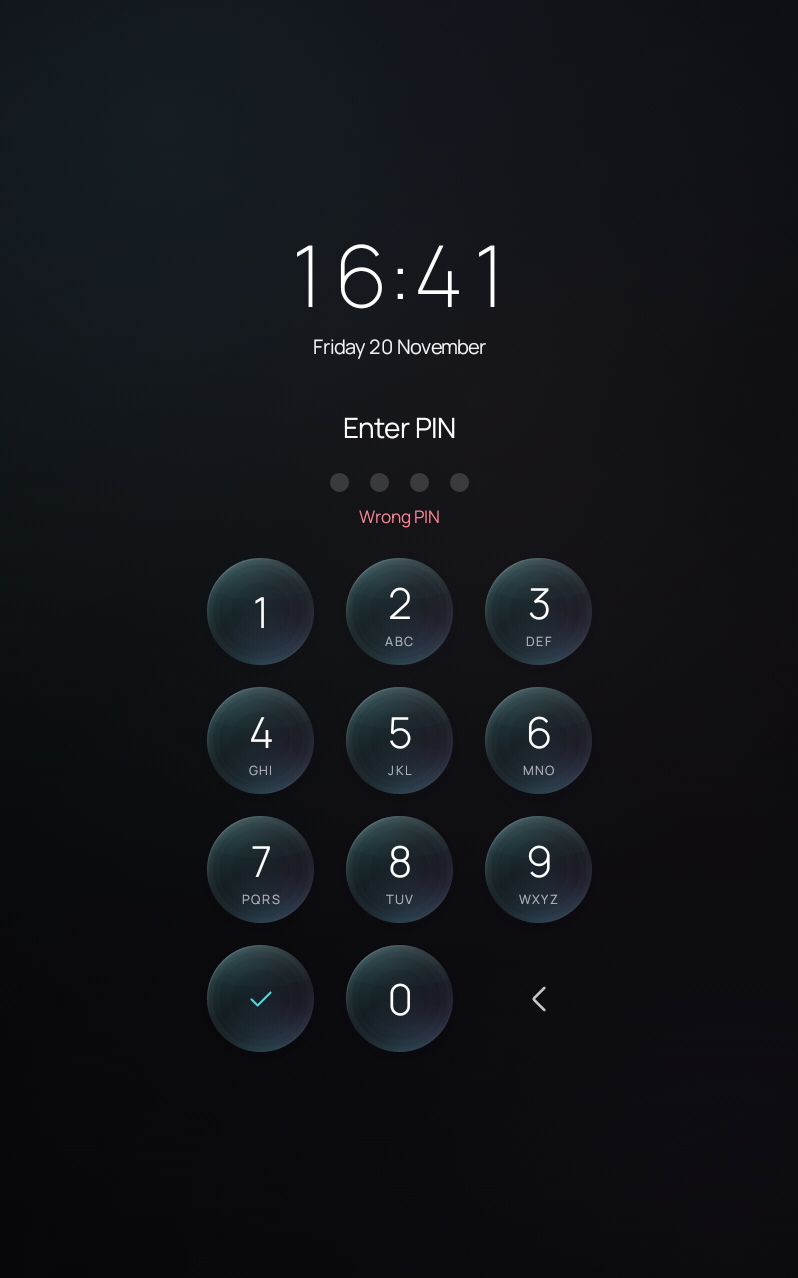 16:41
Friday 20 November
Enter PIN
Wrong PIN
1 2 3
ABC DEF
4 5 6
GHI JKL MNO
7 8 9
PQRS TUV WXYZ
0